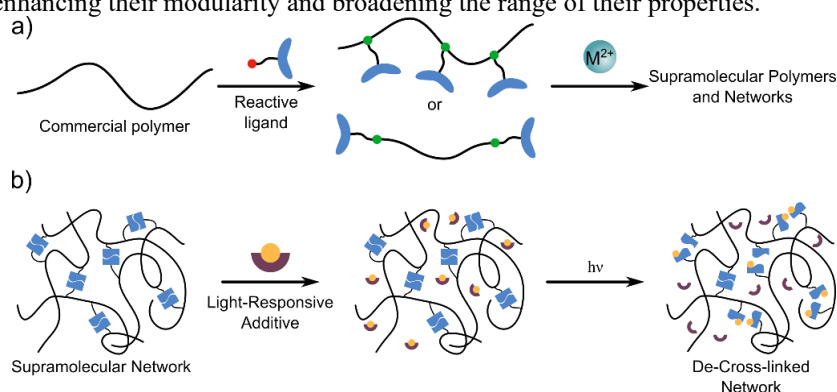 enhancing their modularity and broadening the range of their properties.
a)
M2+
Supramolecular Polymers
and Networks
Reactive
ligand
or
Commercial polymer
b)
hν
Light-Responsive
Additive
Supramolecular Network
De-Cross-linked
Network